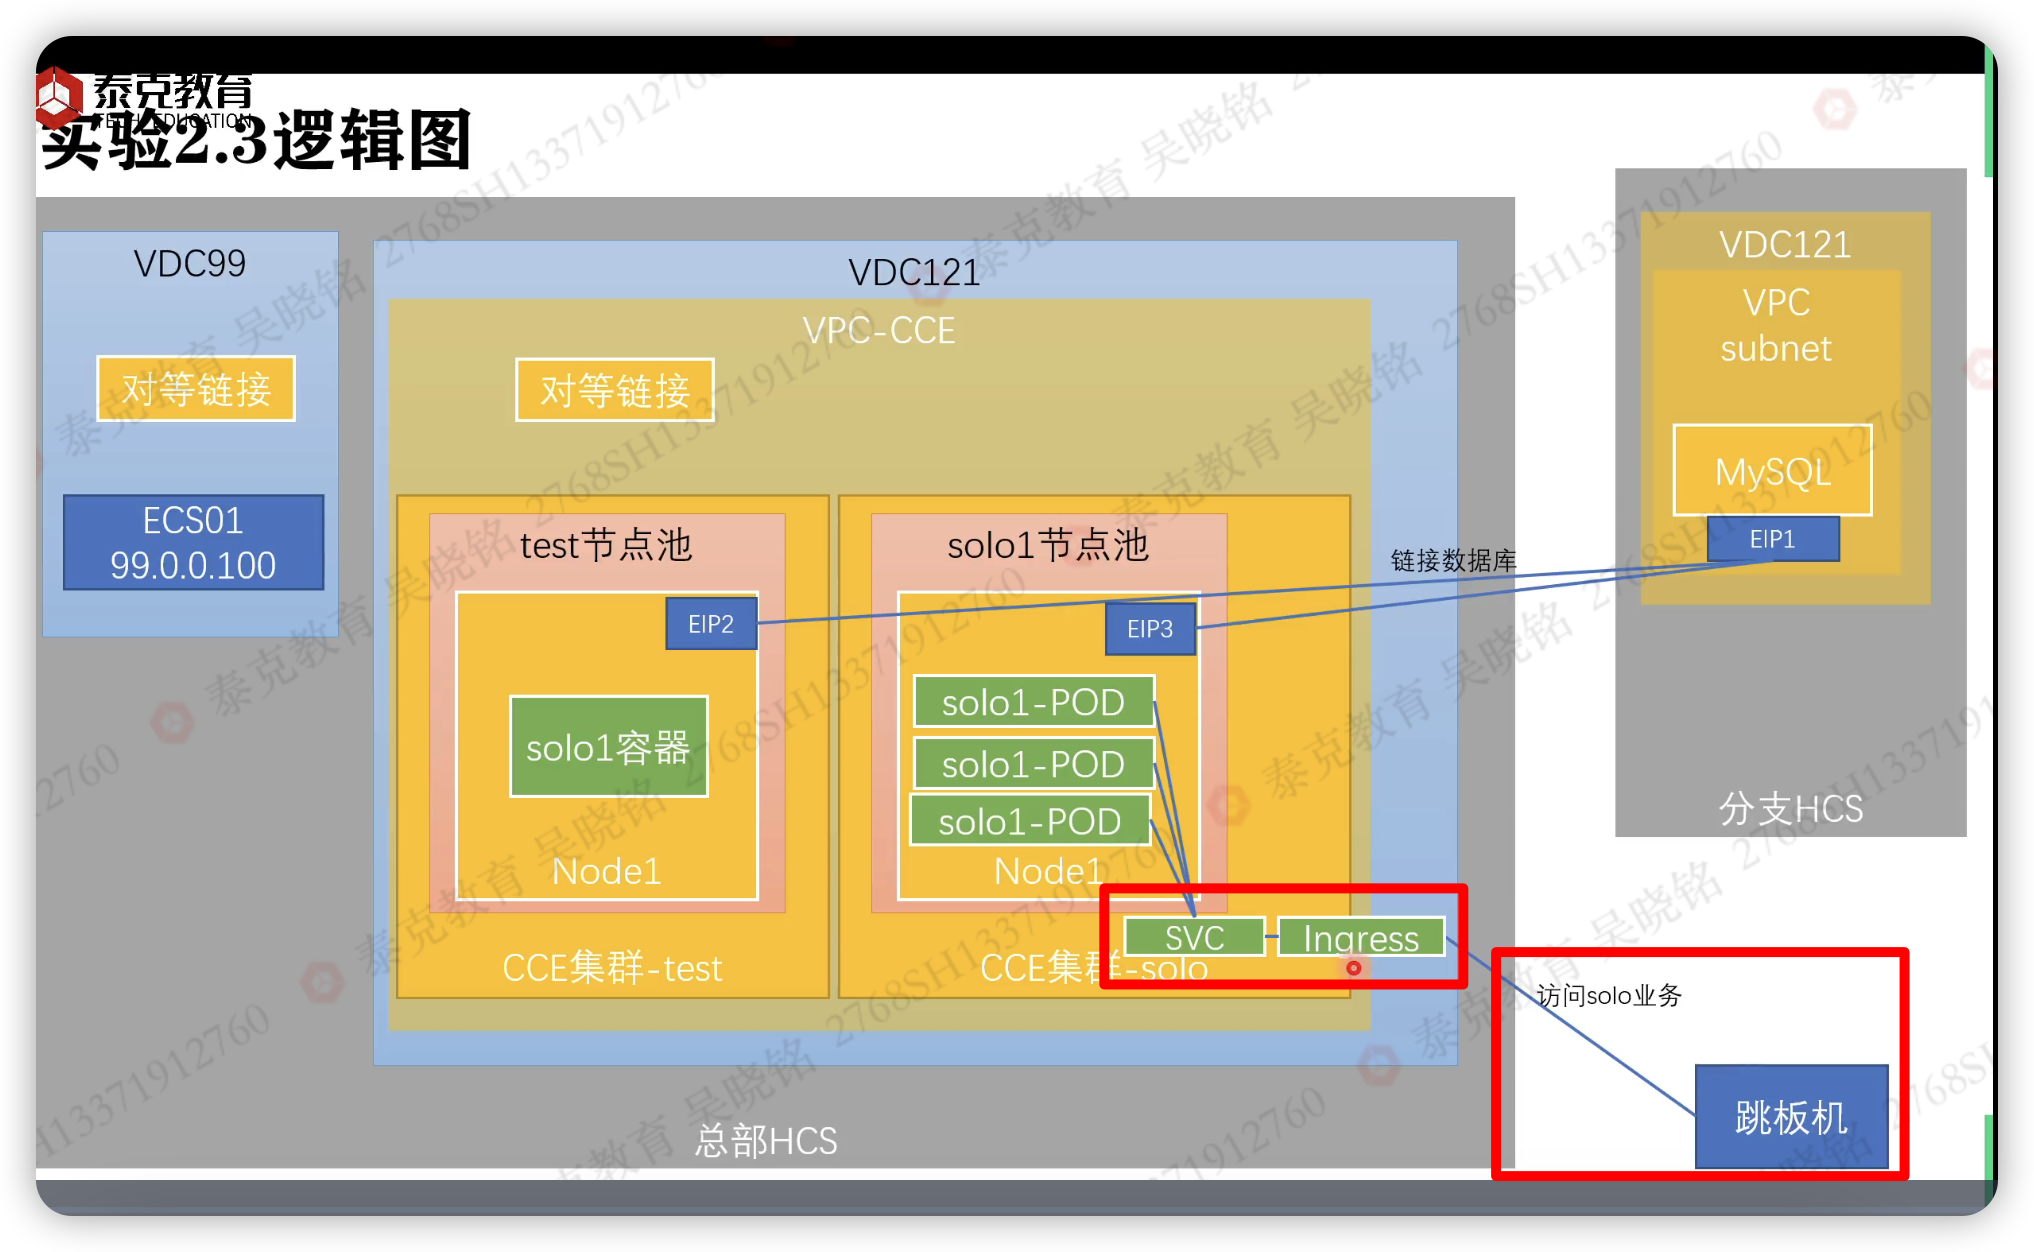 泰克教育
TECH EDUCATION
实验2.3逻辑图
VDC99
对等链接
ECS01
99.0.0.100
VDC121
VPC-CCE
对等链接
test节点池
EIP2
solo1容器
Node1
CCE集群-test
solo1节点池
EIP3
solo1-POD
solo1-POD
solo1-POD
Node1
SVC
Ingress
CCE集群-solo
总部HCS
链接数据库
VDC121
VPC
subnet
MySQL
EIP1
分支HCS
访问solo业务
跳板机
泰克教育 吴晓铭 2768SH13371912760